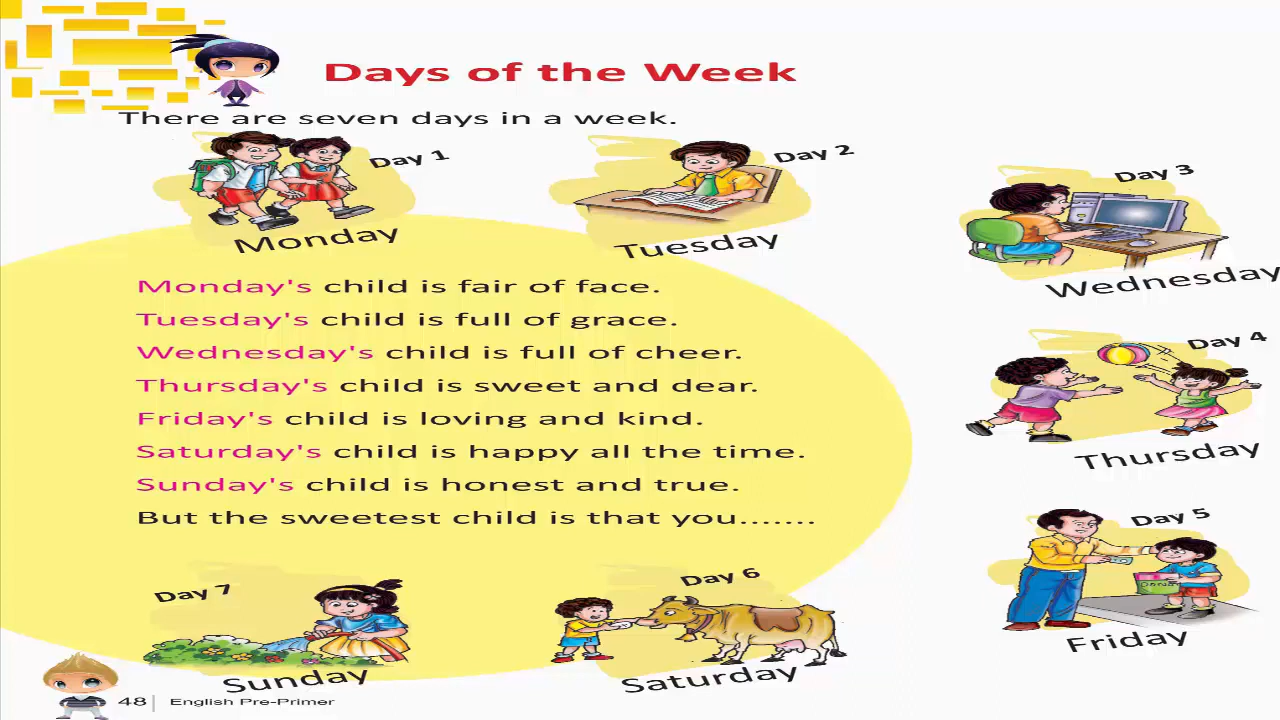 Days of the Week
There are seven days in a week.
Day 1
Monday
Day 2
Tuesday
Day 3
Wednesday
Monday's child is fair of face.
Tuesday's child is full of grace.
Wednesday's child is full of cheer.
Thursday's child is sweet and dear.
Friday's child is loving and kind.
Saturday's child is happy all the time.
Sunday's child is honest and true.
But the sweetest child is that you.......
Day 4
Thursday
Day 5
Friday
Day 6
Saturday
Day 7
Sunday
48 English Pre-Primer